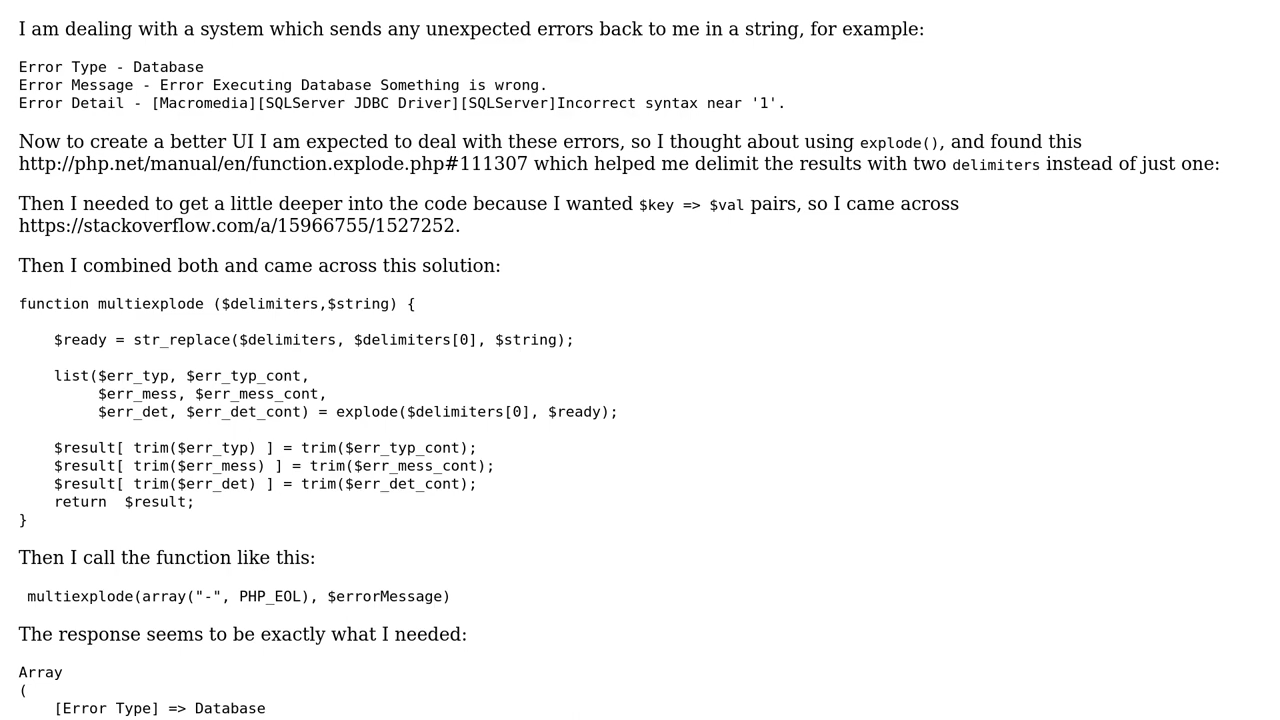 I am dealing with a system which sends any unexpected errors back to me in a string, for example:
Error Type - Database
Error Message - Error Executing Database Something is wrong.
Error Detail - [Macromedia][SQLServer JDBC Driver][SQLServer]Incorrect syntax near '1'.
Now to create a better UI I am expected to deal with these errors, so I thought about using explode(), and found this
http://php.net/manual/en/function.explode.php#111307 which helped me delimit the results with two delimiters instead of just one:
Then I needed to get a little deeper into the code because I wanted $key => $val pairs, so I came across
https://stackoverflow.com/a/15966755/1527252.
Then I combined both and came across this solution:
function multiexplode ($delimiters,$string) {
    $ready = str_replace($delimiters, $delimiters[0], $string);
    list($err_typ, $err_typ_cont,
         $err_mess, $err_mess_cont,
         $err_det, $err_det_cont) = explode($delimiters[0], $ready);
    $result[ trim($err_typ) ] = trim($err_typ_cont);
    $result[ trim($err_mess) ] = trim($err_mess_cont);
    $result[ trim($err_det) ] = trim($err_det_cont);
    return  $result;
}
Then I call the function like this:
 multiexplode(array("-", PHP_EOL), $errorMessage)
The response seems to be exactly what I needed:
Array
(
    [Error Type] => Database